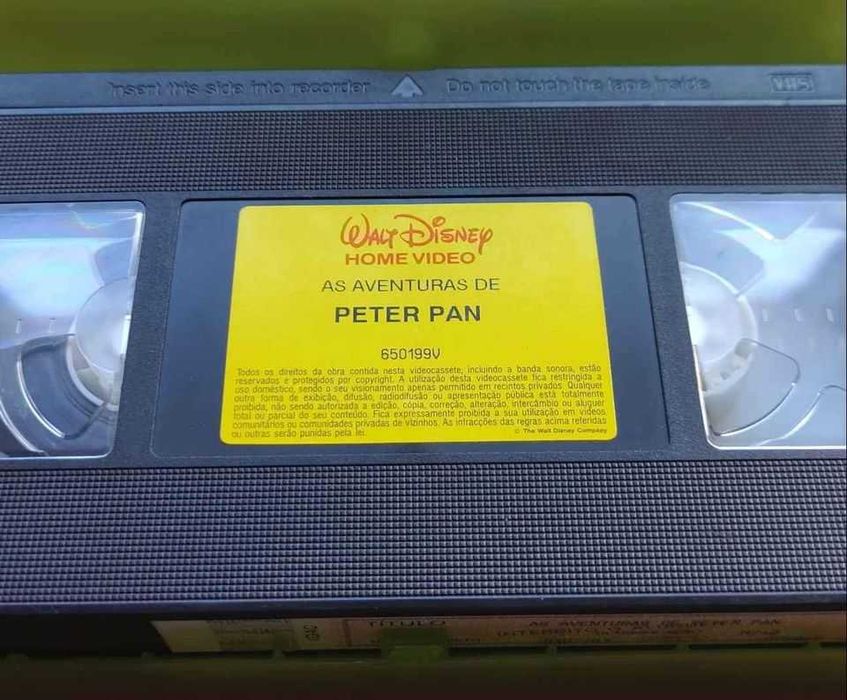 Insert this side into recorder Do not touch the tape inside VHS
WALT DISNEY
HOME VIDEO
AS AVENTURAS DE
PETER PAN
650199V
Todos os direitos da obra contida nesta videocassete, incluindo a banda sonora, estão
reservados e protegidos por copyright. A utilização desta videocassete fica restringida a
uso doméstico, sendo o seu visionamento apenas permitido em recintos privados. Qualquer
outra forma de exibição, difusão, radiodifusão ou apresentação pública está totalmente
proibida, não sendo autorizada a edição, cópia, correção, alteração, intercâmbio ou aluguer
total ou parcial do seu conteúdo. Fica expressamente proibida a sua utilização em vídeos
comunitários ou comunidades privadas de vizinhos. As infracções das regras acima referidas
ou outras serão punidas pela lei.
© The Walt Disney Company
TÍTULO AS AVENTURAS DE PETER PAN